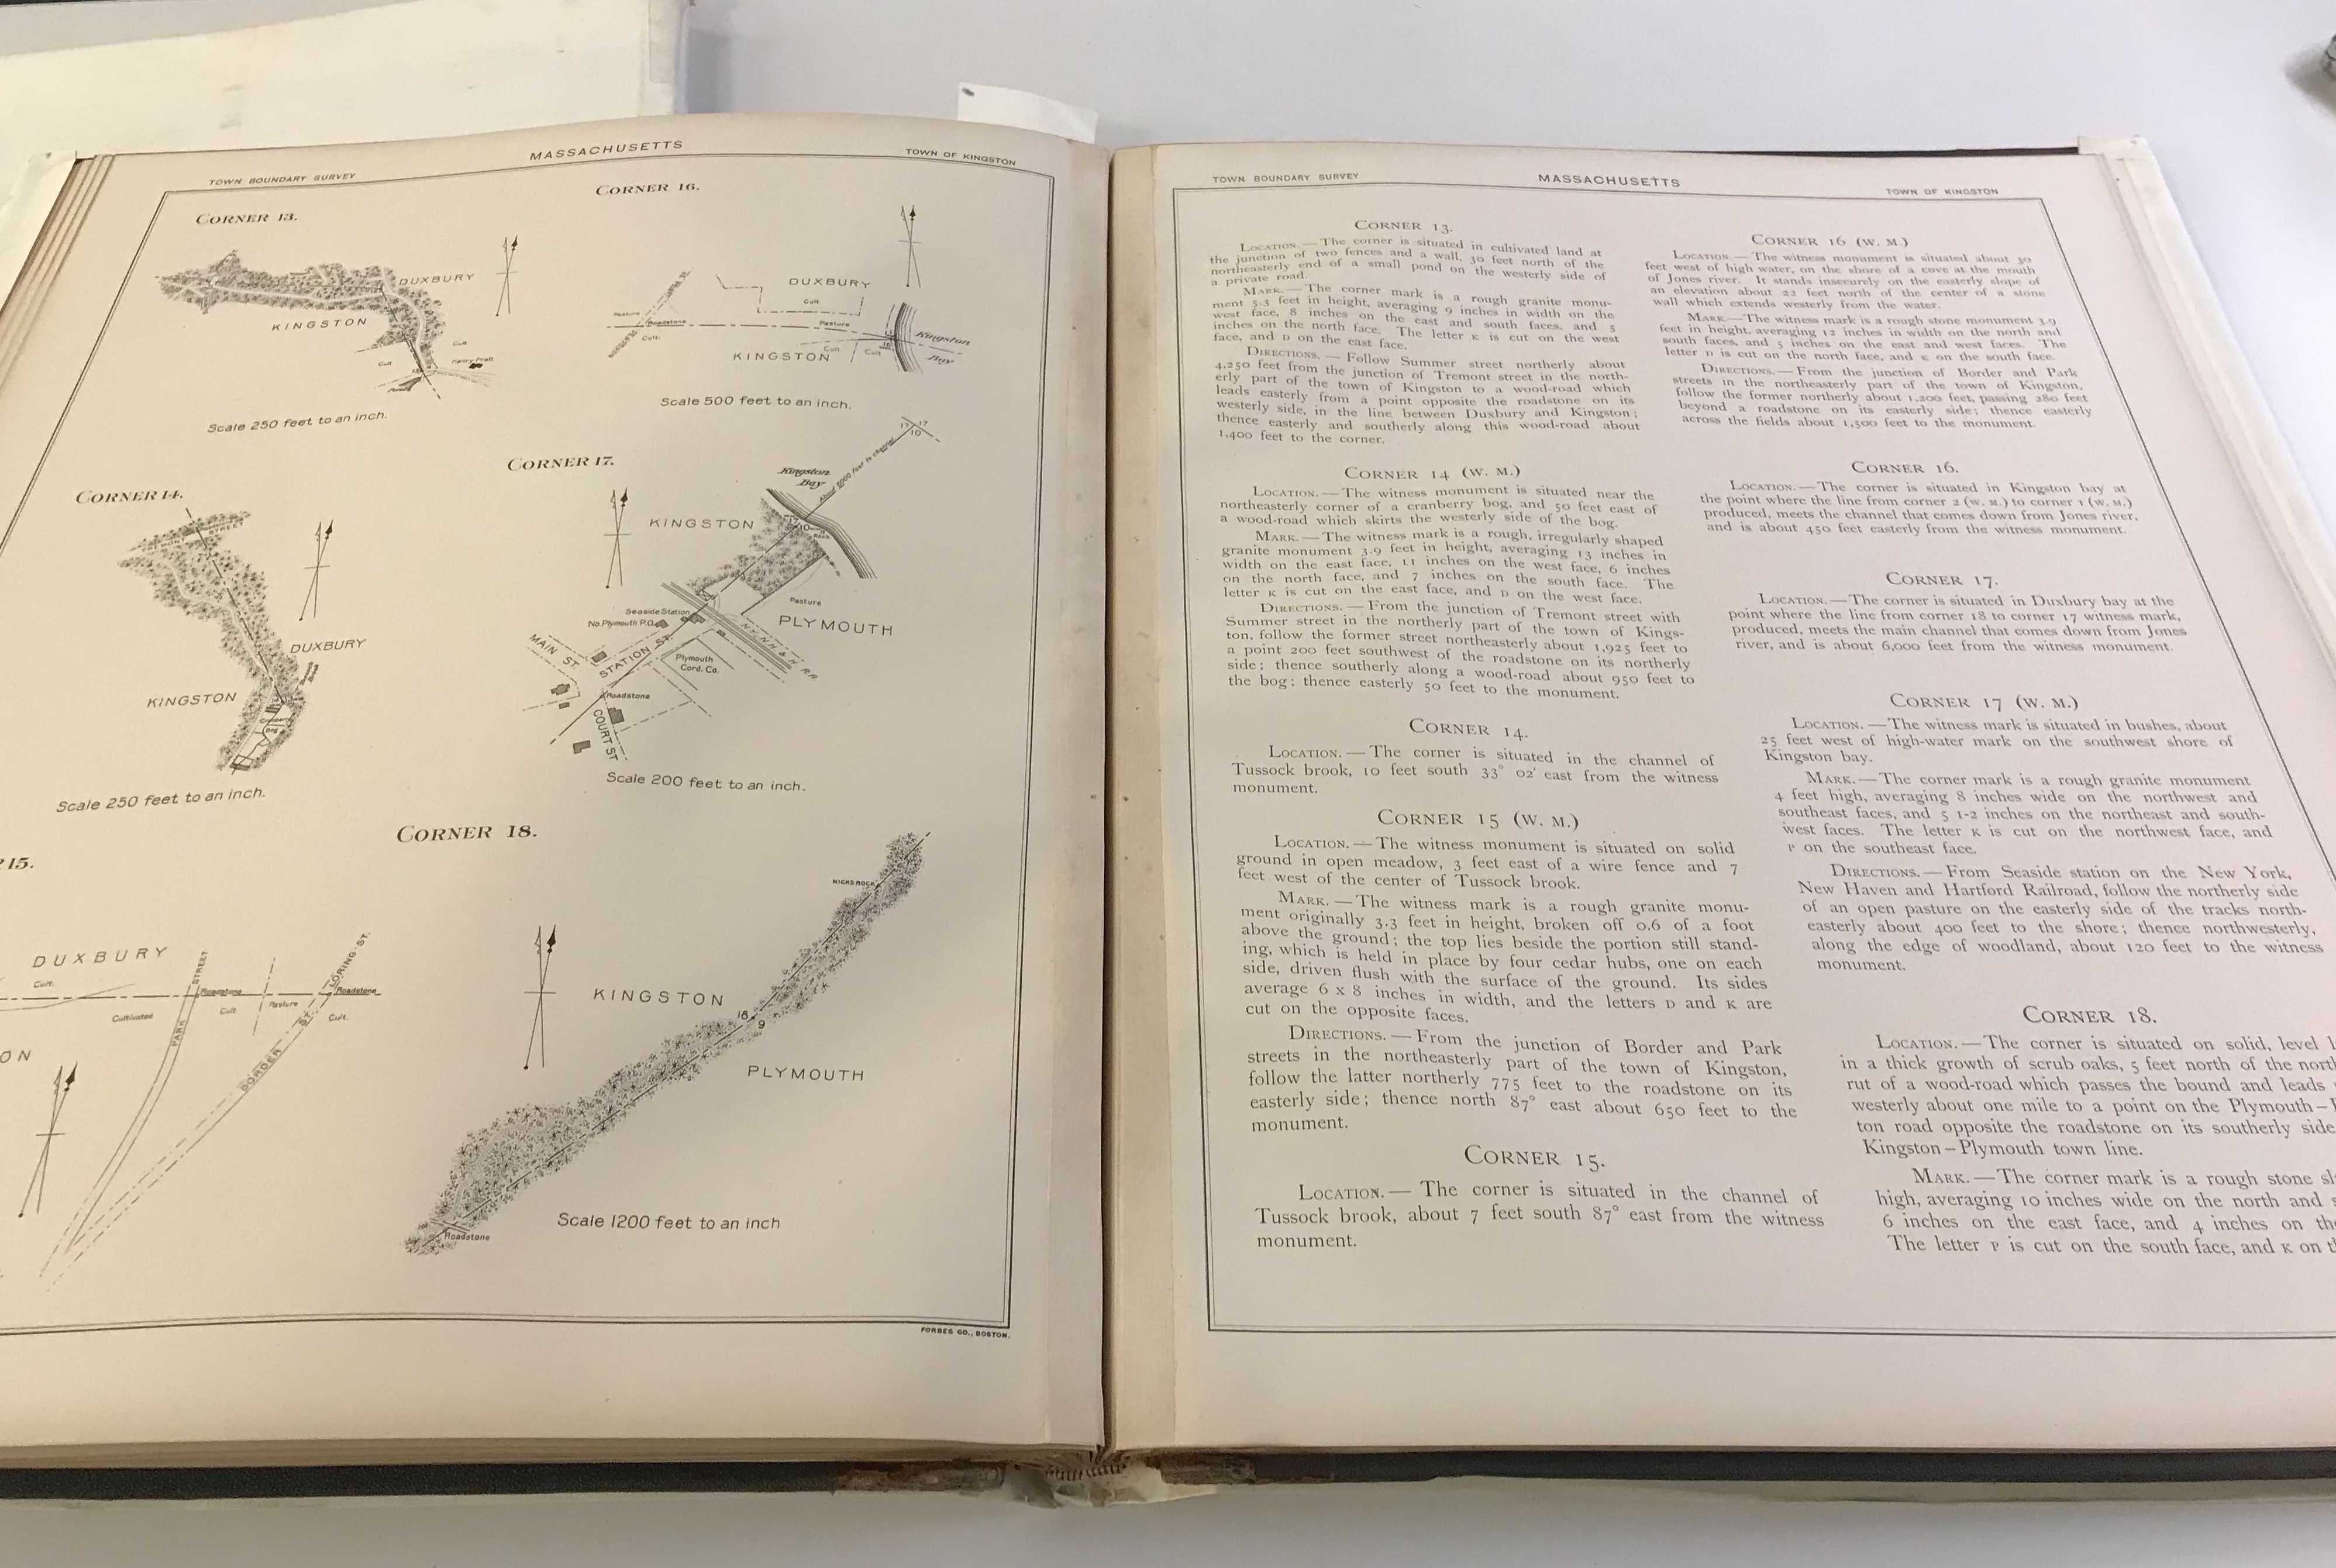 TOWN BOUNDARY SURVEY
MASSACHUSETTS
TOWN OF KINGSTON
CORNER 13.
DUXBURY
KINGSTON
Cult
Cult
Henry Pratt
Pond
Scale 250 feet to an inch.
CORNER 16.
DUXBURY
Cult
Pasture
Roadstone
Pasture
Cult.
Cult
Cult
KINGSTON
Kingston
Bay
Scale 500 feet to an inch.
CORNER 14.
STREET
DUXBURY
KINGSTON
Scale 250 feet to an inch.
CORNER 17.
17 17
10
About 6000 feet to channel
Kingston
Bay
KINGSTON
17
10
Rock
Pasture
Seaside Station
No. Plymouth P.O.
PLYMOUTH
N.Y.N.H.& H. R R
MAIN ST.
STATION ST.
Plymouth
Cord. Co.
Roadstone
COURT ST
Scale 200 feet to an inch.
15.
DUXBURY
Cult.
STREET
LORING ST.
Roadstone
Roadstone
Pasture
Cultivated
Cult.
Cult.
ST.
PARK
BORDER
ON
CORNER 18.
NICKS ROCK
KINGSTON
18
9
PLYMOUTH
Roadstone
Scale 1200 feet to an inch
FORBES CO., BOSTON.
TOWN BOUNDARY SURVEY
MASSACHUSETTS
TOWN OF KINGSTON
CORNER 13.
LOCATION. — The corner is situated in cultivated land at
the junction of two fences and a wall, 30 feet north of the
northeasterly end of a small pond on the westerly side of
a private road.
MARK. — The corner mark is a rough granite monu-
ment 5.3 feet in height, averaging 9 inches in width on the
west face, 8 inches on the east and south faces, and 5
inches on the north face. The letter K is cut on the west
face, and D on the east face.
DIRECTIONS. — Follow Summer street northerly about
4,250 feet from the junction of Tremont street in the north-
erly part of the town of Kingston to a wood-road which
leads easterly from a point opposite the roadstone on its
westerly side, in the line between Duxbury and Kingston;
thence easterly and southerly along this wood-road about
1,400 feet to the corner.
CORNER 14 (W. M.)
LOCATION. — The witness monument is situated near the
northeasterly corner of a cranberry bog, and 50 feet east of
a wood-road which skirts the westerly side of the bog.
MARK. — The witness mark is a rough, irregularly shaped
granite monument 3.9 feet in height, averaging 13 inches in
width on the east face, 11 inches on the west face, 6 inches
on the north face, and 7 inches on the south face. The
letter K is cut on the east face, and D on the west face.
DIRECTIONS. — From the junction of Tremont street with
Summer street in the northerly part of the town of Kings-
ton, follow the former street northeasterly about 1,925 feet to
a point 200 feet southwest of the roadstone on its northerly
side; thence southerly along a wood-road about 950 feet to
the bog; thence easterly 50 feet to the monument.
CORNER 14.
LOCATION. — The corner is situated in the channel of
Tussock brook, 10 feet south 33° 02' east from the witness
monument.
CORNER 15 (W. M.)
LOCATION. — The witness monument is situated on solid
ground in open meadow, 3 feet east of a wire fence and 7
feet west of the center of Tussock brook.
MARK. — The witness mark is a rough granite monu-
ment originally 3.3 feet in height, broken off 0.6 of a foot
above the ground; the top lies beside the portion still stand-
ing, which is held in place by four cedar hubs, one on each
side, driven flush with the surface of the ground. Its sides
average 6 x 8 inches in width, and the letters D and K are
cut on the opposite faces.
DIRECTIONS. — From the junction of Border and Park
streets in the northeasterly part of the town of Kingston,
follow the latter northerly 775 feet to the roadstone on its
easterly side; thence north 87° east about 650 feet to the
monument.
CORNER 15.
LOCATION. — The corner is situated in the channel of
Tussock brook, about 7 feet south 87° east from the witness
monument.
CORNER 16 (W. M.)
LOCATION. — The witness monument is situated about 30
feet west of high water, on the shore of a cove at the mouth
of Jones river. It stands insecurely on the easterly slope of
an elevation about 22 feet north of the center of a stone
wall which extends westerly from the water.
MARK. — The witness mark is a rough stone monument 3.9
feet in height, averaging 12 inches in width on the north and
south faces, and 5 inches on the east and west faces. The
letter D is cut on the north face, and K on the south face.
DIRECTIONS. — From the junction of Border and Park
streets in the northeasterly part of the town of Kingston,
follow the former northerly about 1,200 feet, passing 280 feet
beyond a roadstone on its easterly side; thence easterly
across the fields about 1,500 feet to the monument.
CORNER 16.
LOCATION. — The corner is situated in Kingston bay at
the point where the line from corner 2 (W. M.) to corner 1 (W. M.)
produced, meets the channel that comes down from Jones river,
and is about 450 feet easterly from the witness monument.
CORNER 17.
LOCATION. — The corner is situated in Duxbury bay at the
point where the line from corner 18 to corner 17 witness mark,
produced, meets the main channel that comes down from Jones
river, and is about 6,000 feet from the witness monument.
CORNER 17 (W. M.)
LOCATION. — The witness mark is situated in bushes, about
25 feet west of high-water mark on the southwest shore of
Kingston bay.
MARK. — The corner mark is a rough granite monument
4 feet high, averaging 8 inches wide on the northwest and
southeast faces, and 5 1-2 inches on the northeast and south-
west faces. The letter K is cut on the northwest face, and
P on the southeast face.
DIRECTIONS. — From Seaside station on the New York,
New Haven and Hartford Railroad, follow the northerly side
of an open pasture on the easterly side of the tracks north-
easterly about 400 feet to the shore; thence northwesterly,
along the edge of woodland, about 120 feet to the witness
monument.
CORNER 18.
LOCATION. — The corner is situated on solid, level
in a thick growth of scrub oaks, 5 feet north of the
rut of a wood-road which passes the bound and leads
westerly about one mile to a point on the Plymouth–
ton road opposite the roadstone on its southerly side
Kingston–Plymouth town line.
MARK. — The corner mark is a rough stone
high, averaging 10 inches wide on the north and
6 inches on the east face, and 4 inches on
The letter P is cut on the south face, and K on